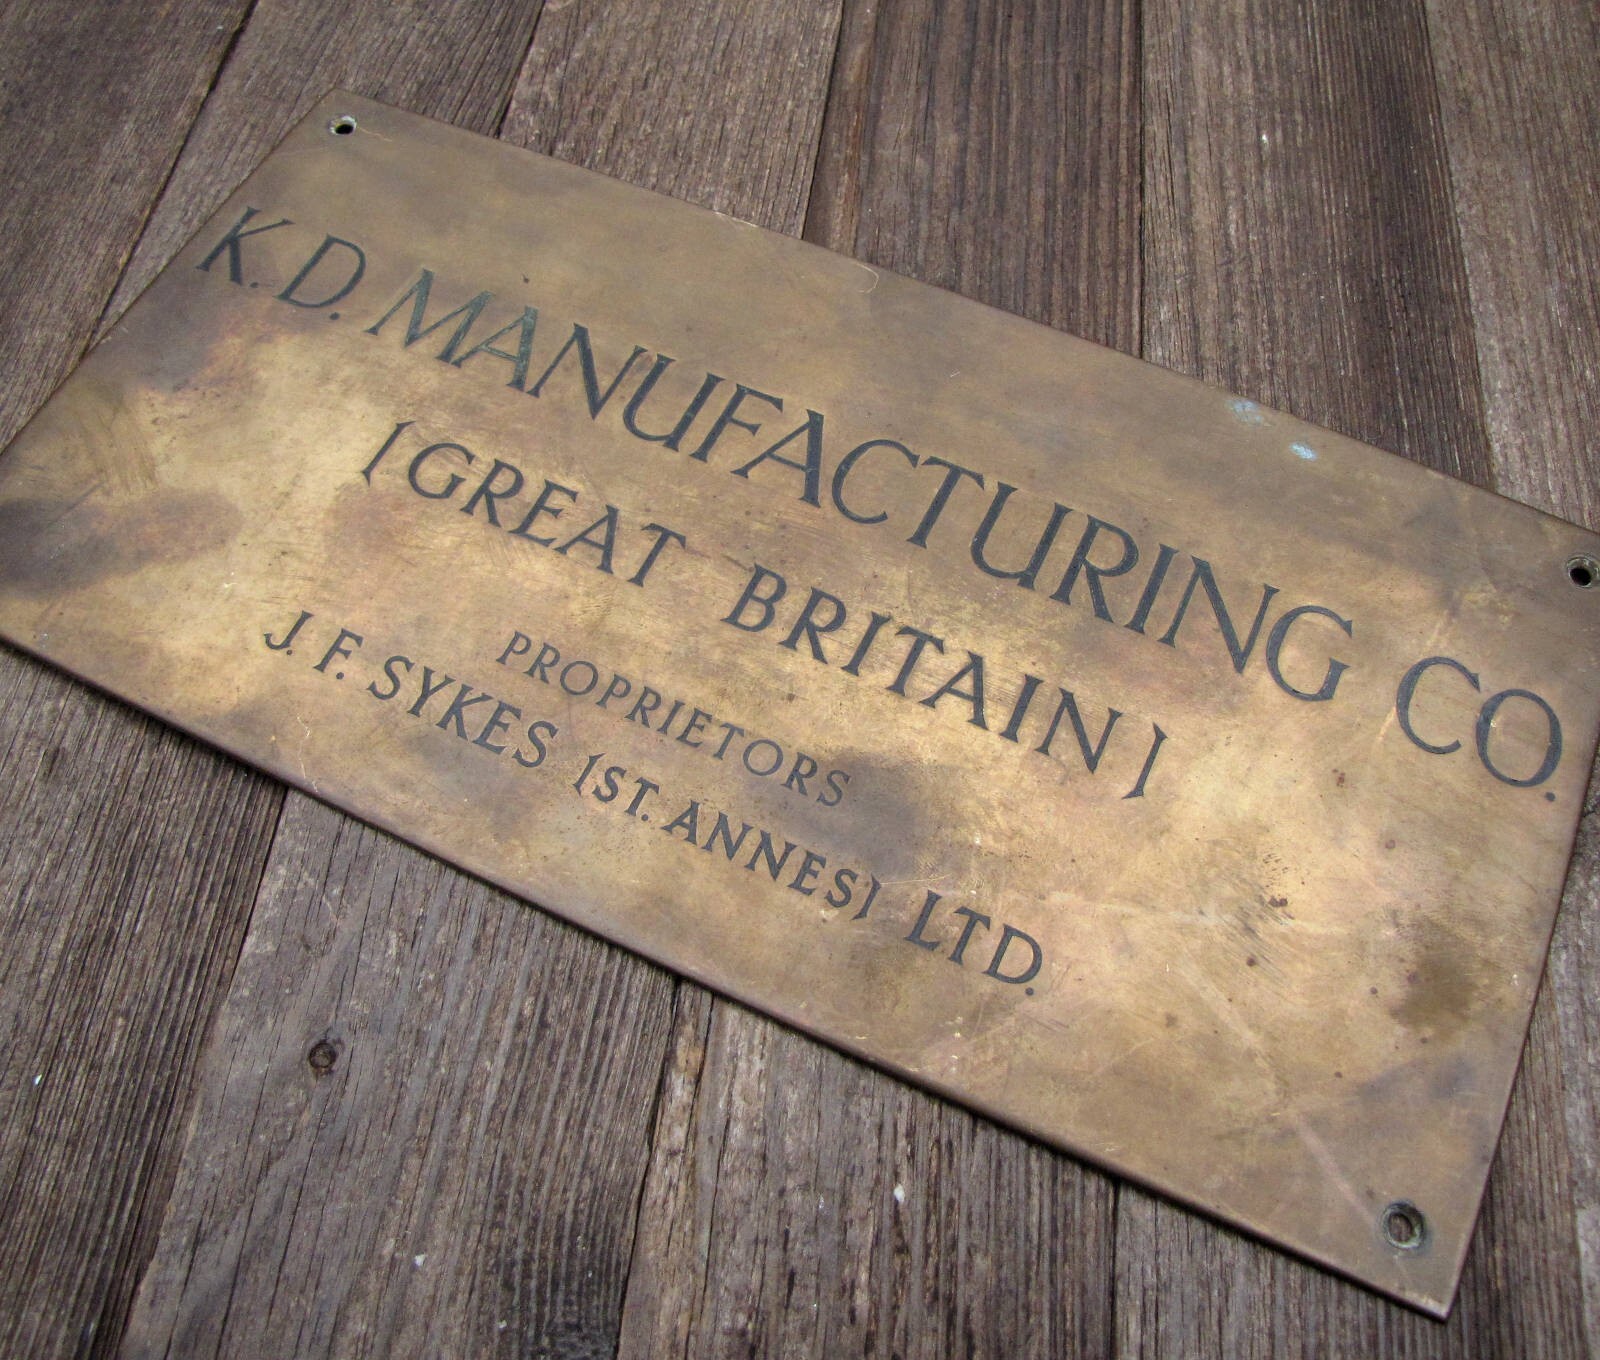 K. D. MANUFACTURING CO.
(GREAT BRITAIN)
PROPRIETORS
J. F. SYKES (ST. ANNES) LTD.